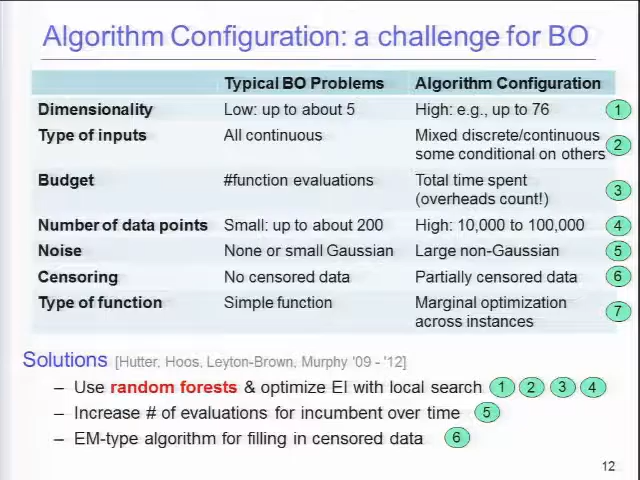 Algorithm Configuration: a challenge for BO
Typical BO Problems Algorithm Configuration
Dimensionality Low: up to about 5 High: e.g., up to 76 1
Type of inputs All continuous Mixed discrete/continuous
some conditional on others 2
Budget #function evaluations Total time spent
(overheads count!) 3
Number of data points Small: up to about 200 High: 10,000 to 100,000 4
Noise None or small Gaussian Large non-Gaussian 5
Censoring No censored data Partially censored data 6
Type of function Simple function Marginal optimization
across instances 7
Solutions [Hutter, Hoos, Leyton-Brown, Murphy '09 - '12]
– Use random forests & optimize EI with local search 1 2 3 4
– Increase # of evaluations for incumbent over time 5
– EM-type algorithm for filling in censored data 6
12